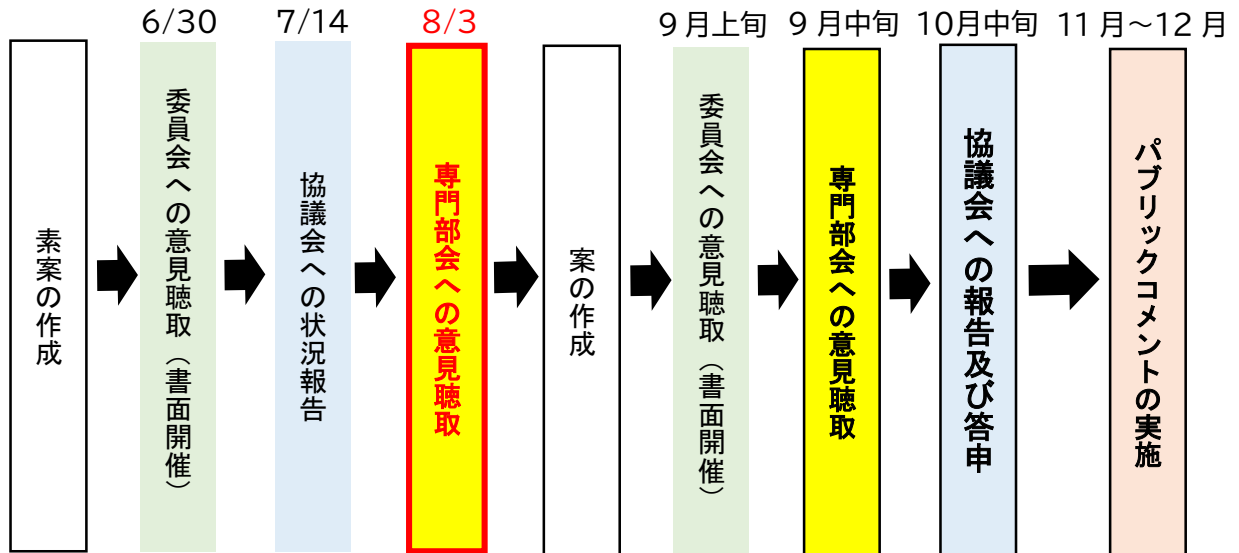 6/30
7/14
8/3
9月上旬
9月中旬
10月中旬
11月～12月
素案の作成
委員会への意見聴取（書面開催）
協議会への状況報告
専門部会への意見聴取
案の作成
委員会への意見聴取（書面開催）
専門部会への意見聴取
協議会への報告及び答申
パブリックコメントの実施